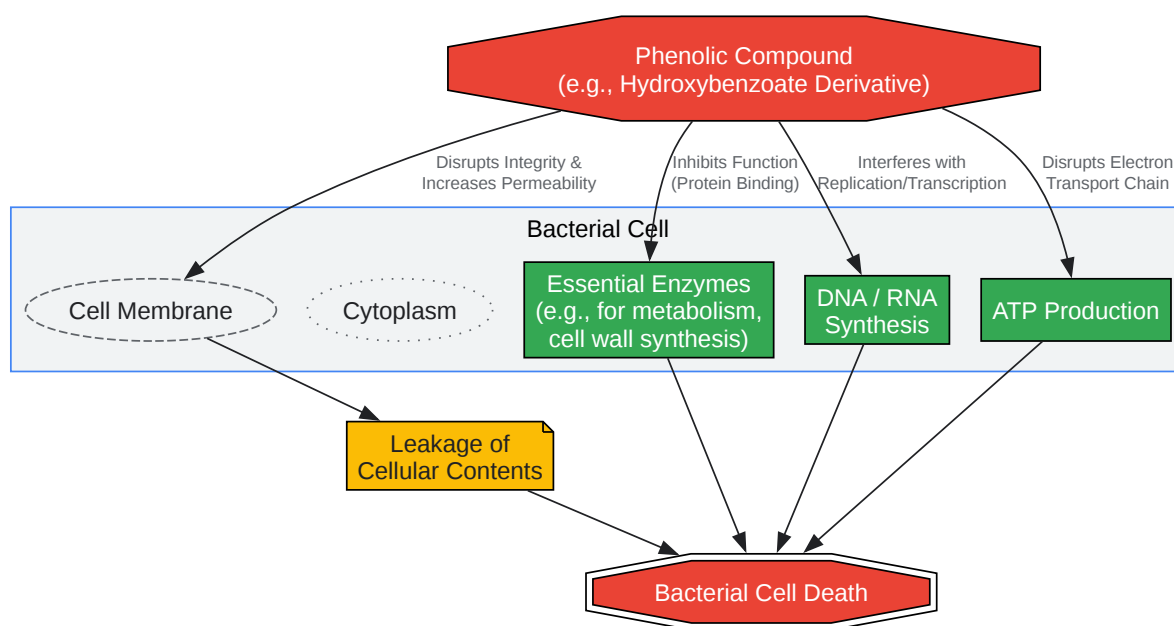 Phenolic Compound
(e.g., Hydroxybenzoate Derivative)
Disrupts Integrity &
Increases Permeability
Inhibits Function
(Protein Binding)
Interferes with
Replication/Transcription
Disrupts Electron
Transport Chain
Bacterial Cell
Cell Membrane
Cytoplasm
Essential Enzymes
(e.g., for metabolism,
cell wall synthesis)
DNA / RNA
Synthesis
ATP Production
Leakage of
Cellular Contents
Bacterial Cell Death